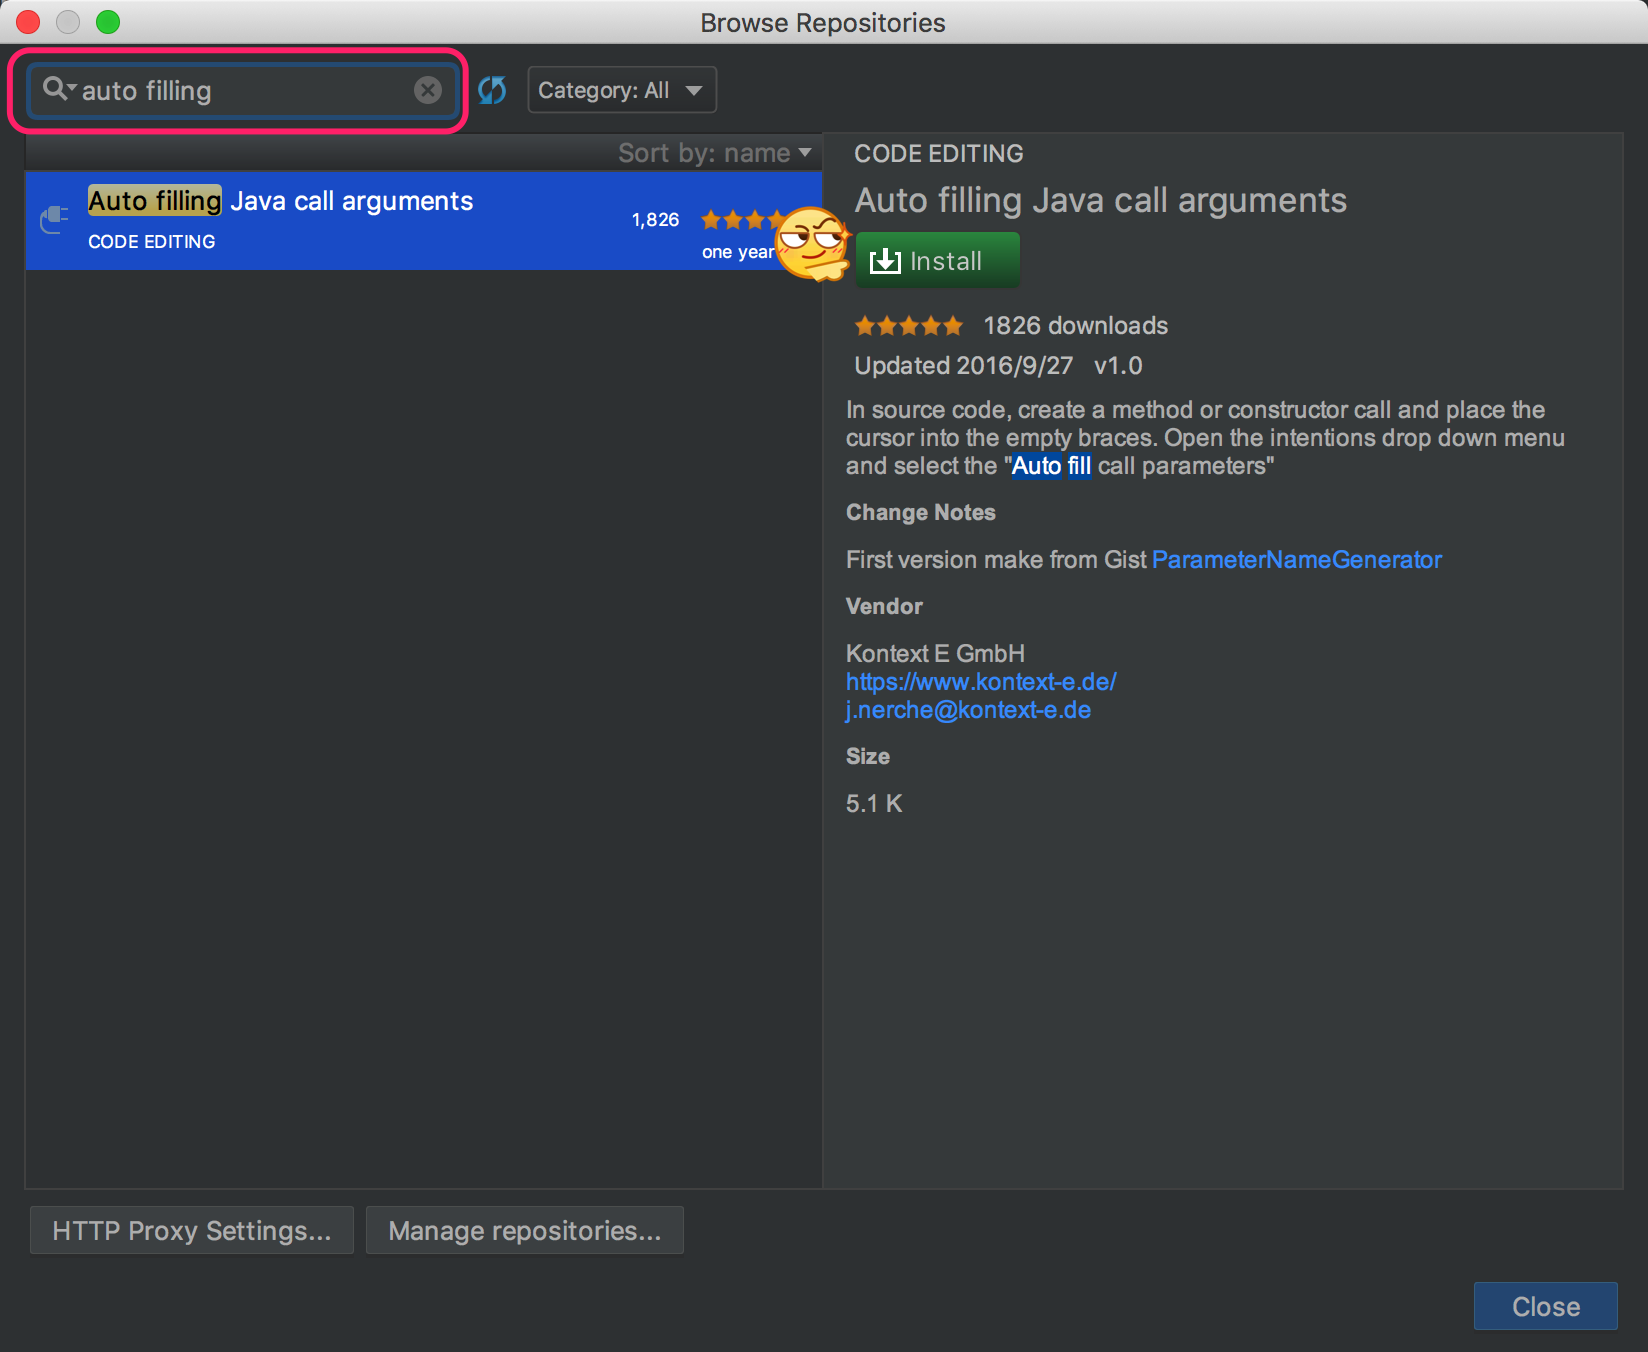 Browse Repositories
auto filling
Category: All
Sort by: name
Auto filling Java call arguments
CODE EDITING
1,826
one year
CODE EDITING
Auto filling Java call arguments
Install
1826 downloads
Updated 2016/9/27 v1.0
In source code, create a method or constructor call and place the
cursor into the empty braces. Open the intentions drop down menu
and select the "Auto fill call parameters"
Change Notes
First version make from Gist ParameterNameGenerator
Vendor
Kontext E GmbH
https://www.kontext-e.de/
j.nerche@kontext-e.de
Size
5.1 K
HTTP Proxy Settings...
Manage repositories...
Close